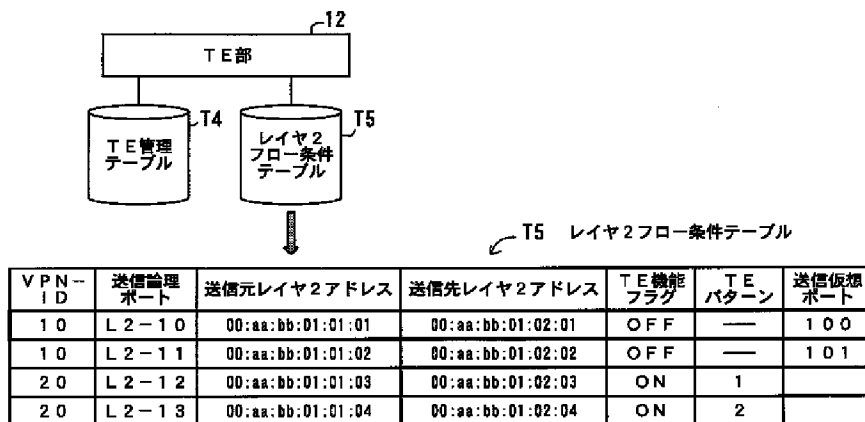 12
TE部
T4
T5
TE管理
テーブル
レイヤ2
フロー条件
テーブル
T5 レイヤ2フロー条件テーブル
VPN-ID 送信論理ポート 送信元レイヤ2アドレス 送信先レイヤ2アドレス TE機能フラグ TEパターン 送信仮想ポート
10 L2-10 00:aa:bb:01:01:01 00:aa:bb:01:02:01 OFF — 100
10 L2-11 00:aa:bb:01:01:02 00:aa:bb:01:02:02 OFF — 101
20 L2-12 00:aa:bb:01:01:03 00:aa:bb:01:02:03 ON 1
20 L2-13 00:aa:bb:01:01:04 00:aa:bb:01:02:04 ON 2